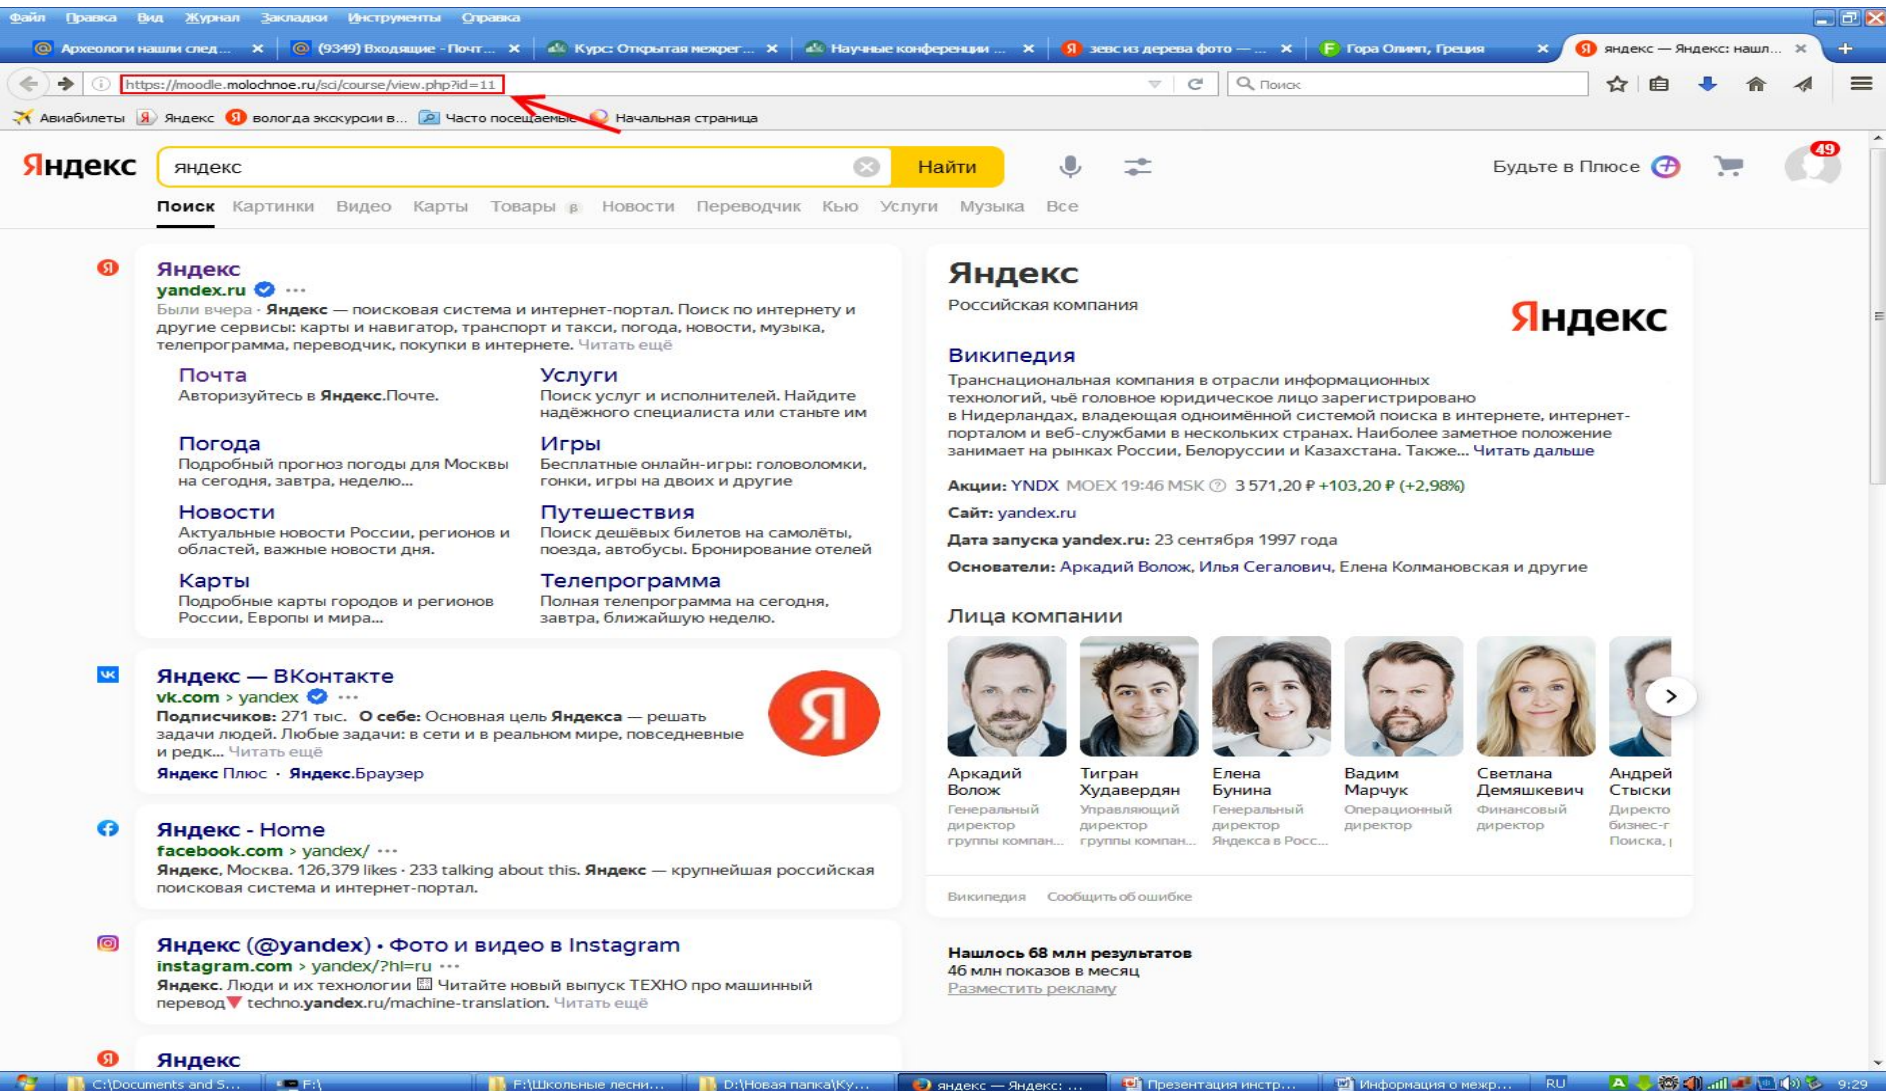 Файл Правка Вид Журнал Закладки Инструменты Справка
Археологи нашли след... (9349) Входящие - Почт... Курс: Открытая межрег... Научные конференции ... зевс из дерева фото — ... Гора Олимп, Греция яндекс — Яндекс: нашл...
https://moodle.molochnoe.ru/sci/course/view.php?id=11 Поиск
Авиабилеты Яндекс вологда экскурсии в... Часто посещаемые Начальная страница
Яндекс яндекс Найти Будьте в Плюсе 49
Поиск Картинки Видео Карты Товары β Новости Переводчик Кью Услуги Музыка Все
Яндекс
yandex.ru ...
Были вчера · Яндекс — поисковая система и интернет-портал. Поиск по интернету и
другие сервисы: карты и навигатор, транспорт и такси, погода, новости, музыка,
телепрограмма, переводчик, покупки в интернете. Читать ещё
Почта
Авторизуйтесь в Яндекс.Почте.
Услуги
Поиск услуг и исполнителей. Найдите
надёжного специалиста или станьте им
Погода
Подробный прогноз погоды для Москвы
на сегодня, завтра, неделю...
Игры
Бесплатные онлайн-игры: головоломки,
гонки, игры на двоих и другие
Новости
Актуальные новости России, регионов и
областей, важные новости дня.
Путешествия
Поиск дешёвых билетов на самолёты,
поезда, автобусы. Бронирование отелей
Карты
Подробные карты городов и регионов
России, Европы и мира...
Телепрограмма
Полная телепрограмма на сегодня,
завтра, ближайшую неделю.
Яндекс — ВКонтакте
vk.com › yandex ...
Подписчиков: 271 тыс. О себе: Основная цель Яндекса — решать
задачи людей. Любые задачи: в сети и в реальном мире, повседневные
и редк... Читать ещё
Яндекс Плюс · Яндекс.Браузер
Я
Яндекс - Home
facebook.com › yandex/ ...
Яндекс, Москва. 126,379 likes · 233 talking about this. Яндекс — крупнейшая российская
поисковая система и интернет-портал.
Яндекс (@yandex) • Фото и видео в Instagram
instagram.com › yandex/?hl=ru ...
Яндекс. Люди и их технологии Читайте новый выпуск ТЕХНО про машинный
перевод techno.yandex.ru/machine-translation. Читать ещё
Яндекс
Яндекс
Российская компания
Яндекс
Википедия
Транснациональная компания в отрасли информационных
технологий, чьё головное юридическое лицо зарегистрировано
в Нидерландах, владеющая одноимённой системой поиска в интернете, интернет-
порталом и веб-службами в нескольких странах. Наиболее заметное положение
занимает на рынках России, Белоруссии и Казахстана. Также... Читать дальше
Акции: YNDX MOEX 19:46 MSK 3 571,20 ₽ +103,20 ₽ (+2,98%)
Сайт: yandex.ru
Дата запуска yandex.ru: 23 сентября 1997 года
Основатели: Аркадий Волож, Илья Сегалович, Елена Колмановская и другие
Лица компании
Аркадий
Волож
Генеральный
директор
группы компан...
Тигран
Худавердян
Управляющий
директор
группы компан...
Елена
Бунина
Генеральный
директор
Яндекса в Росс...
Вадим
Марчук
Операционный
директор
Светлана
Демяшкевич
Финансовый
директор
Андрей
Стыски
Директо
бизнес-г
Поиска,
Википедия Сообщить об ошибке
Нашлось 68 млн результатов
46 млн показов в месяц
Разместить рекламу
C:\Documents and S... F:\ F:\Школьные лесни... D:\Новая папка\Ку... яндекс — Яндекс: ... Презентация инстр... Информация о межр... RU 9:29